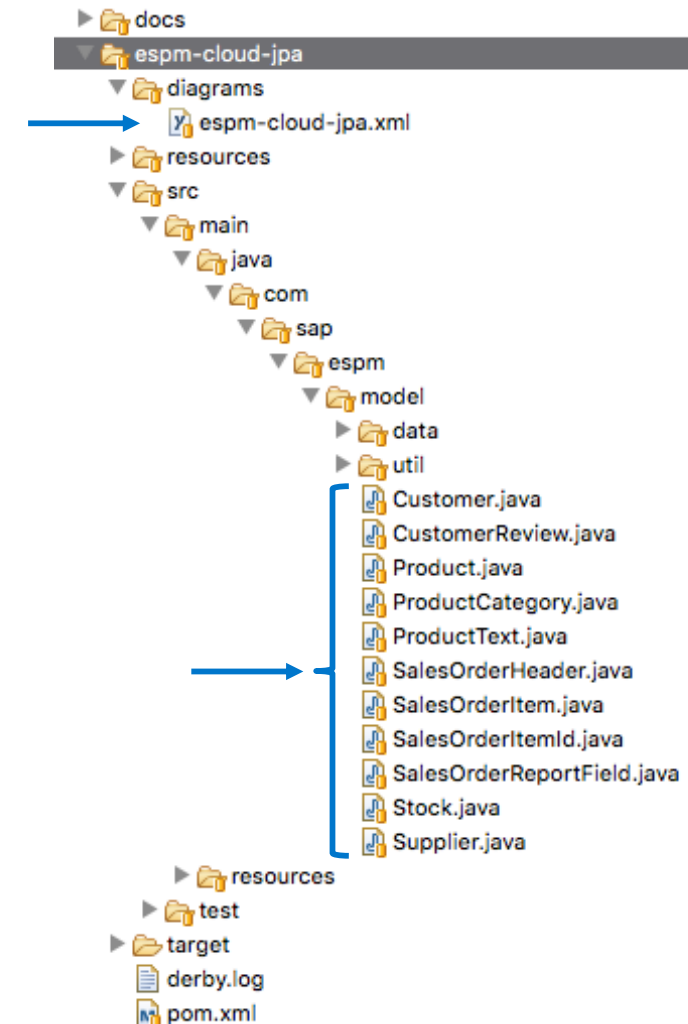 docs
espm-cloud-jpa
diagrams
espm-cloud-jpa.xml
resources
src
main
java
com
sap
espm
model
data
util
Customer.java
CustomerReview.java
Product.java
ProductCategory.java
ProductText.java
SalesOrderHeader.java
SalesOrderItem.java
SalesOrderItemId.java
SalesOrderReportField.java
Stock.java
Supplier.java
resources
test
target
derby.log
pom.xml